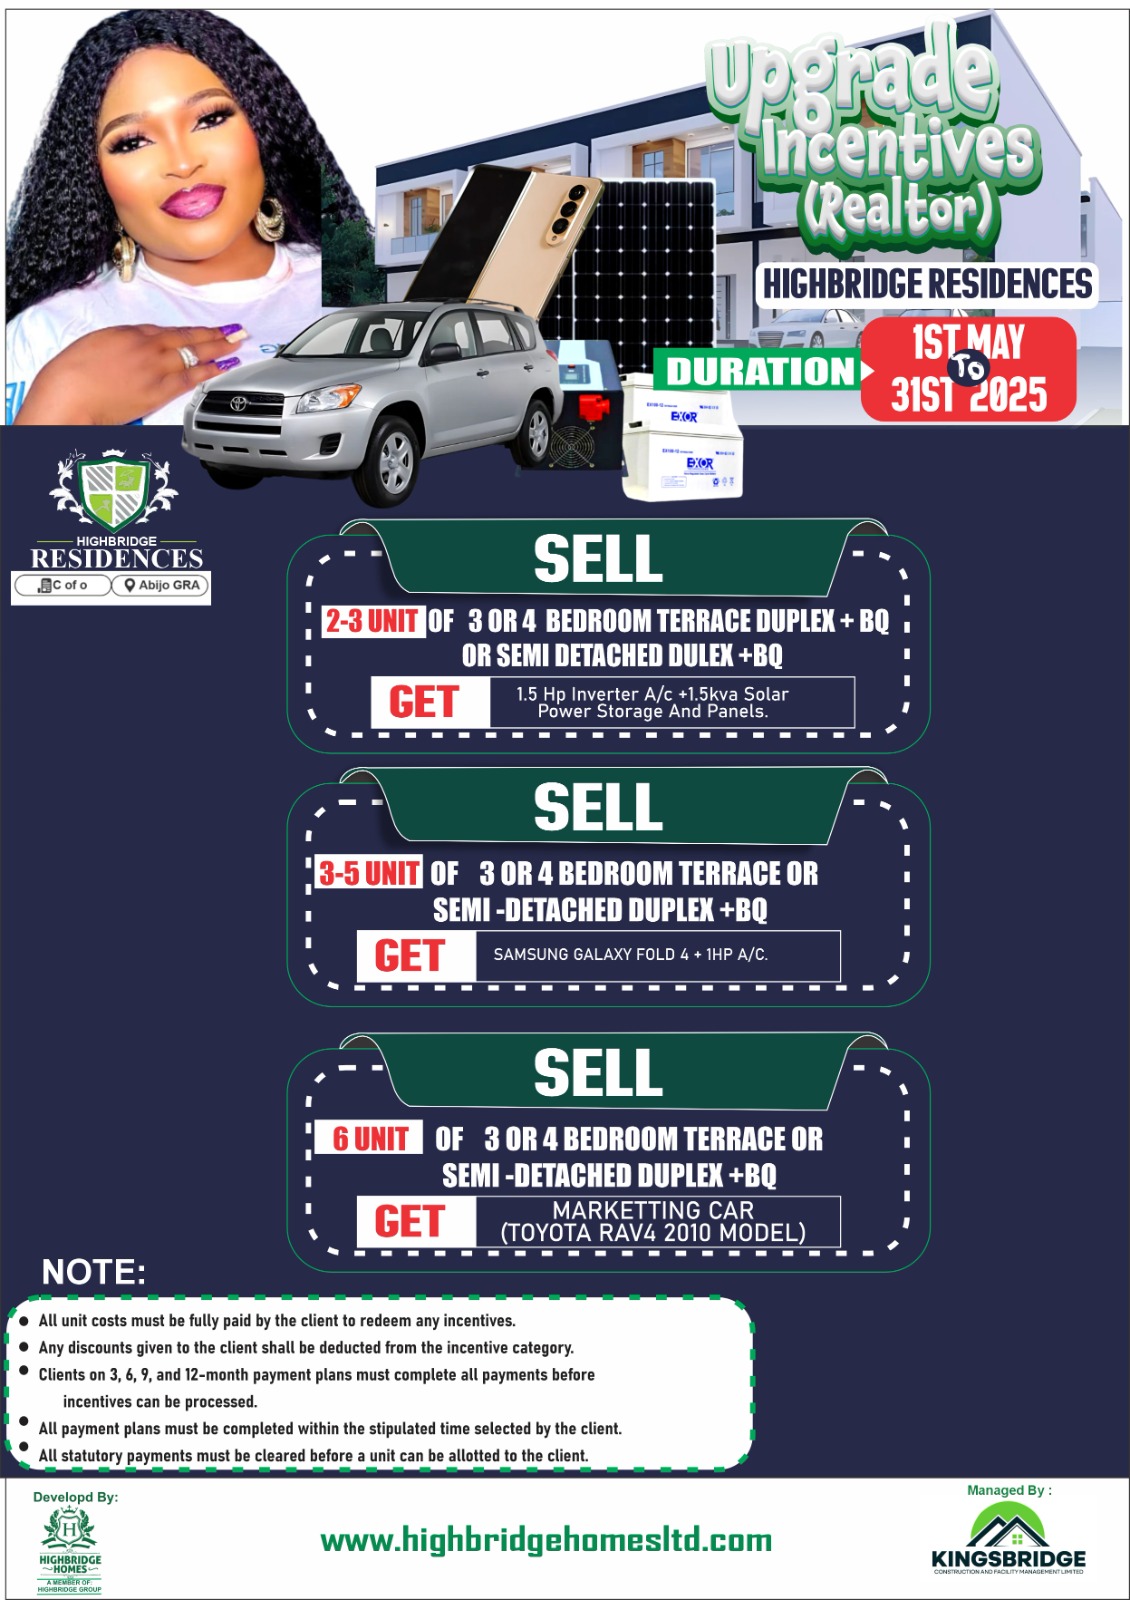 Upgrade
Incentives
(Realtor)
HIGHBRIDGE RESIDENCES
DURATION
1ST MAY
TO
31ST 2025
EXOR
EXOR
HIGHBRIDGE
RESIDENCES
C of o
Abijo GRA
SELL
2-3 UNIT OF 3 OR 4 BEDROOM TERRACE DUPLEX + BQ
OR SEMI DETACHED DULEX +BQ
GET
1.5 Hp Inverter A/c +1.5kva Solar
Power Storage And Panels.
SELL
3-5 UNIT OF 3 OR 4 BEDROOM TERRACE OR
SEMI -DETACHED DUPLEX +BQ
GET
SAMSUNG GALAXY FOLD 4 + 1HP A/C.
SELL
6 UNIT OF 3 OR 4 BEDROOM TERRACE OR
SEMI -DETACHED DUPLEX +BQ
GET
MARKETTING CAR
(TOYOTA RAV4 2010 MODEL)
NOTE:
All unit costs must be fully paid by the client to redeem any incentives.
Any discounts given to the client shall be deducted from the incentive category.
Clients on 3, 6, 9, and 12-month payment plans must complete all payments before
incentives can be processed.
All payment plans must be completed within the stipulated time selected by the client.
All statutory payments must be cleared before a unit can be allotted to the client.
Developd By:
H
HIGHBRIDGE
HOMES
A MEMBER OF:
HIGHBRIDGE GROUP
www.highbridgehomesltd.com
Managed By :
KINGSBRIDGE
CONSTRUCTION AND FACILITY MANAGEMENT LIMITED